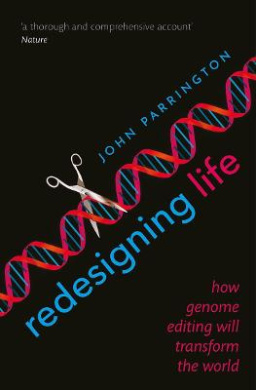 'a thorough and comprehensive account'
Nature
JOHN PARRINGTON
redesigning life
how
genome
editing will
transform
the world